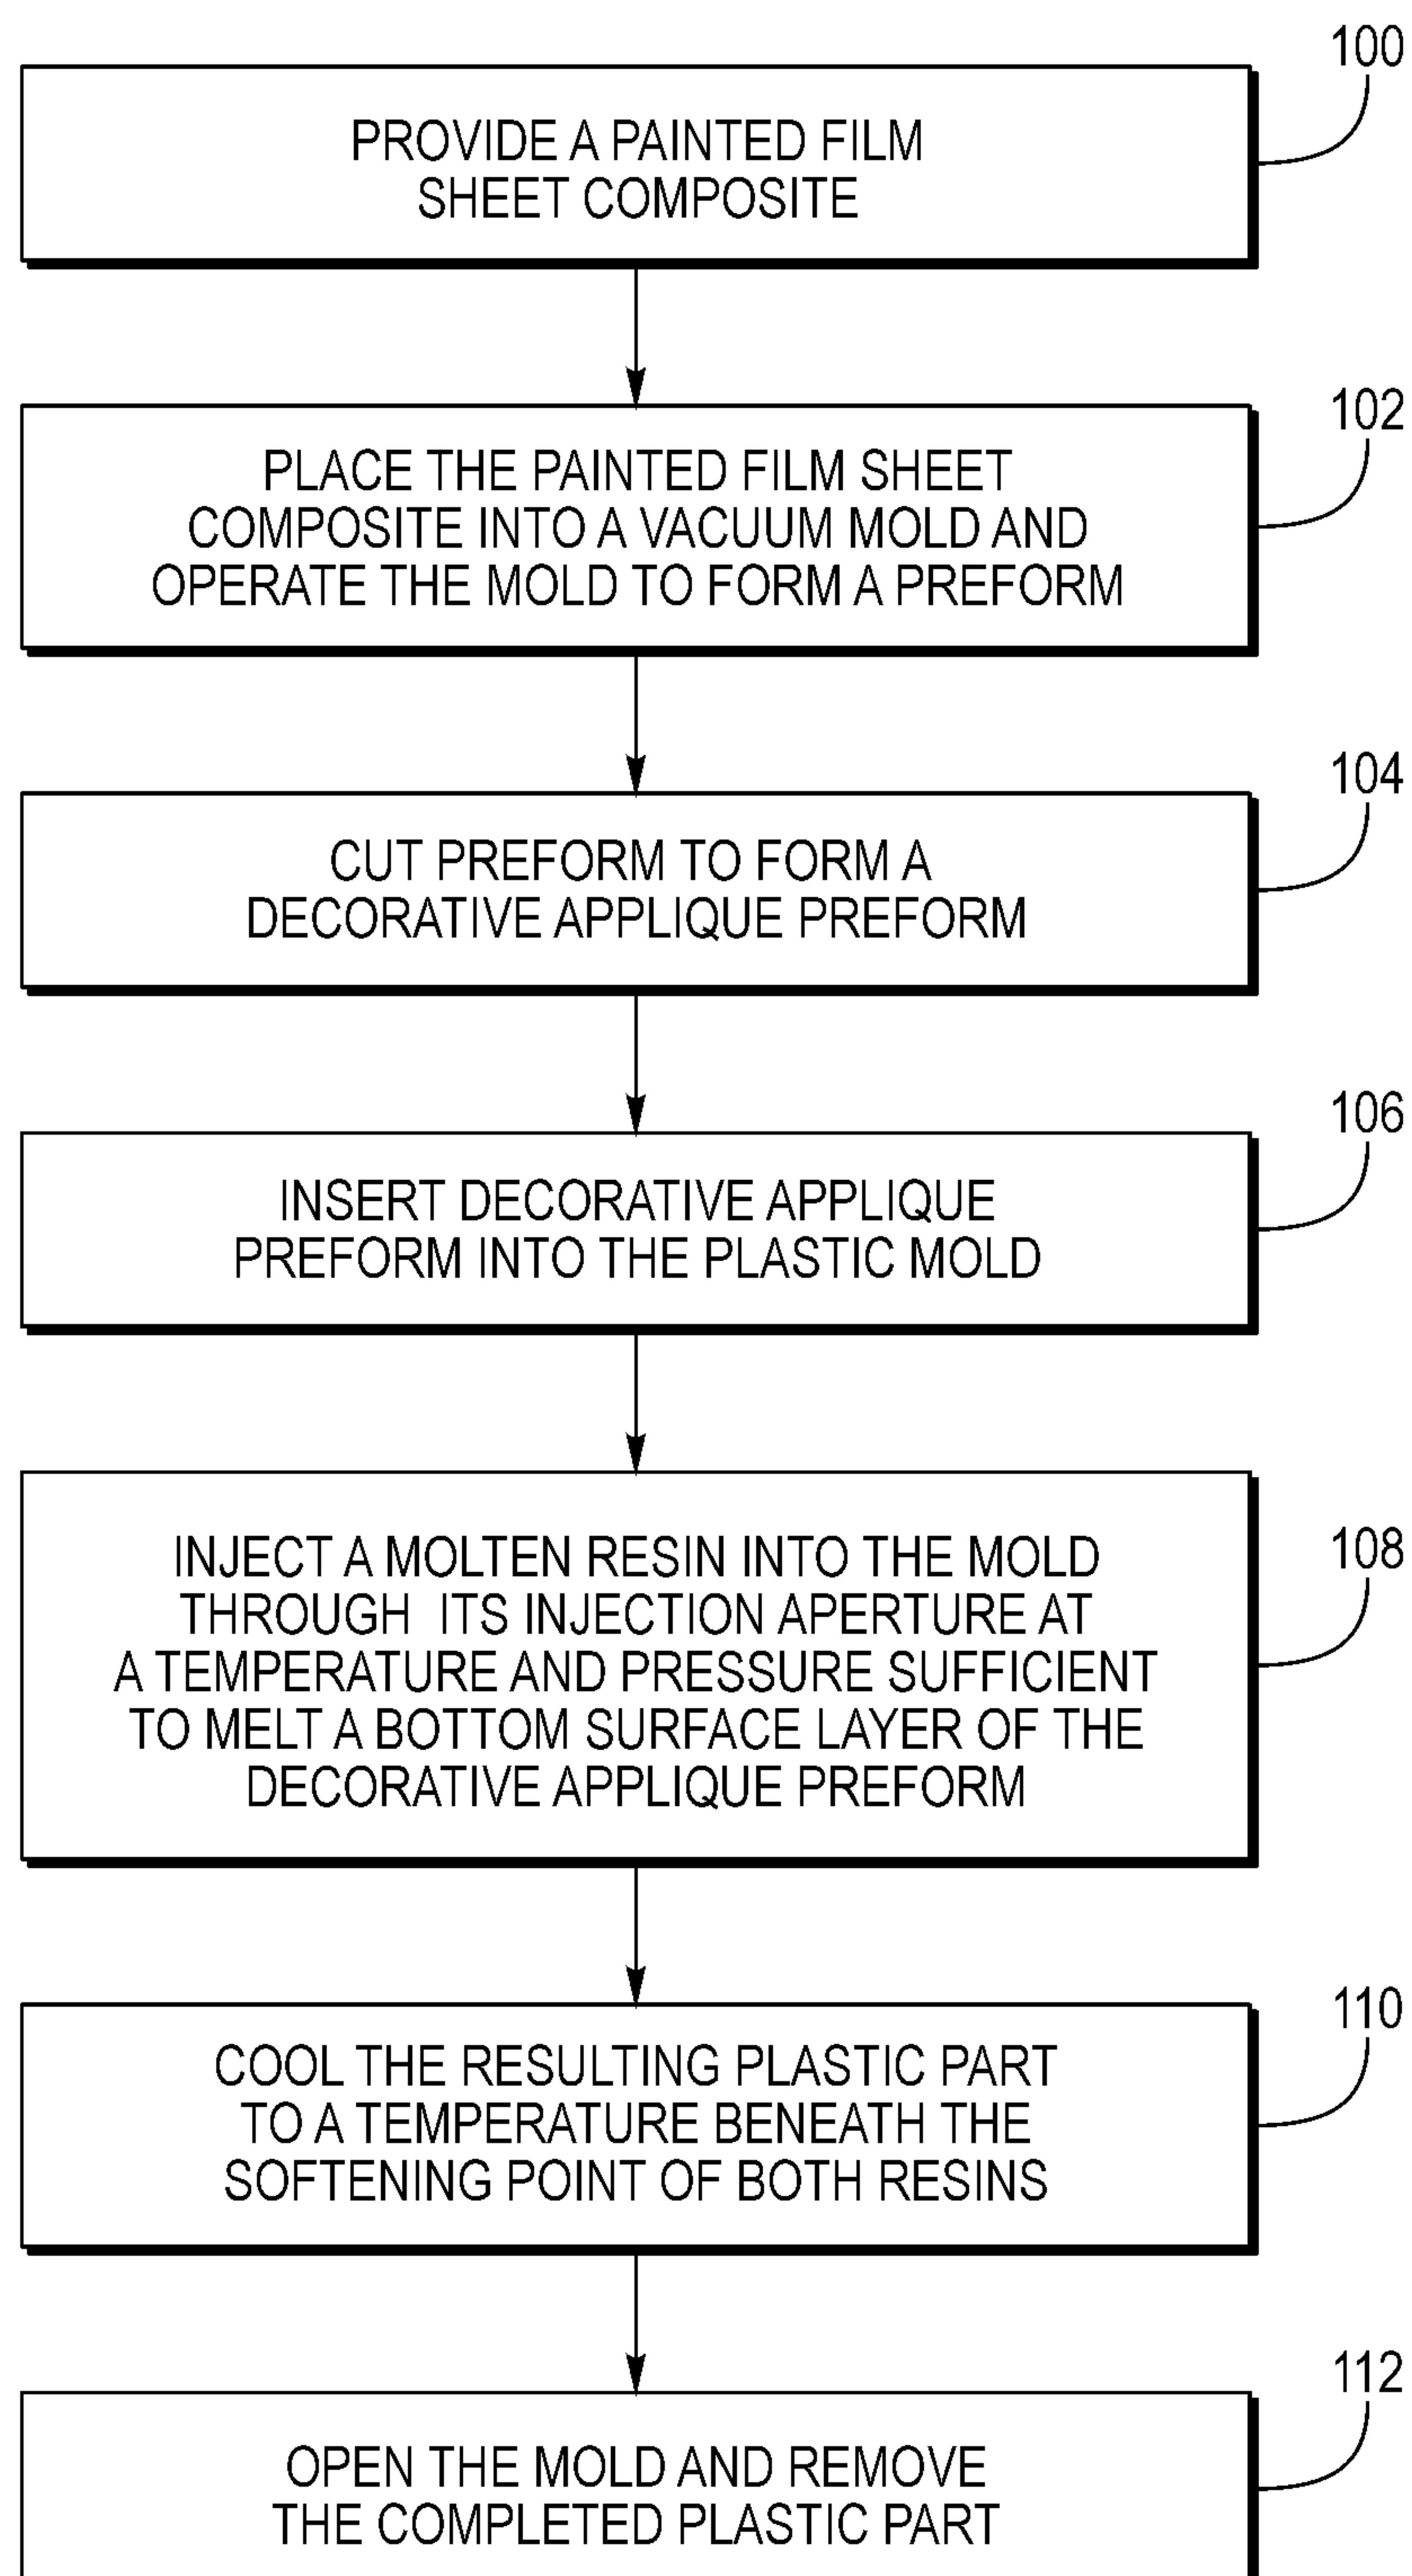 100
PROVIDE A PAINTED FILM
SHEET COMPOSITE
102
PLACE THE PAINTED FILM SHEET
COMPOSITE INTO A VACUUM MOLD AND
OPERATE THE MOLD TO FORM A PREFORM
104
CUT PREFORM TO FORM A
DECORATIVE APPLIQUE PREFORM
106
INSERT DECORATIVE APPLIQUE
PREFORM INTO THE PLASTIC MOLD
108
INJECT A MOLTEN RESIN INTO THE MOLD
THROUGH ITS INJECTION APERTURE AT
A TEMPERATURE AND PRESSURE SUFFICIENT
TO MELT A BOTTOM SURFACE LAYER OF THE
DECORATIVE APPLIQUE PREFORM
110
COOL THE RESULTING PLASTIC PART
TO A TEMPERATURE BENEATH THE
SOFTENING POINT OF BOTH RESINS
112
OPEN THE MOLD AND REMOVE
THE COMPLETED PLASTIC PART